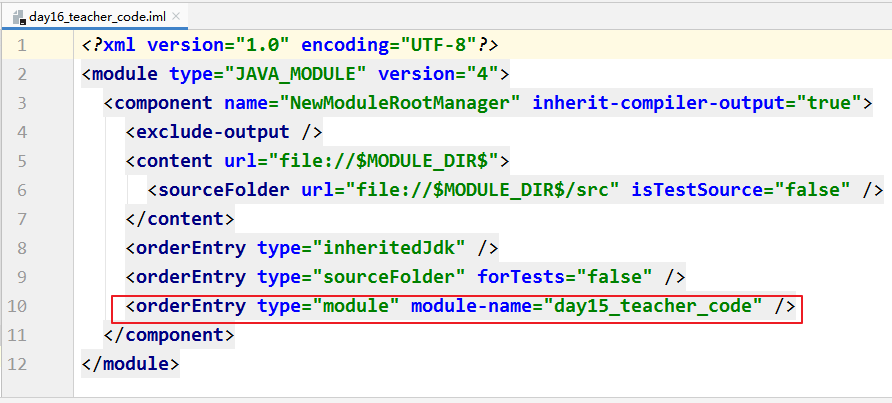 day16_teacher_code.iml
1 <?xml version="1.0" encoding="UTF-8"?>
2 <module type="JAVA_MODULE" version="4">
3 <component name="NewModuleRootManager" inherit-compiler-output="true">
4 <exclude-output />
5 <content url="file://$MODULE_DIR$">
6 <sourceFolder url="file://$MODULE_DIR$/src" isTestSource="false" />
7 </content>
8 <orderEntry type="inheritedJdk" />
9 <orderEntry type="sourceFolder" forTests="false" />
10 <orderEntry type="module" module-name="day15_teacher_code" />
11 </component>
12 </module>